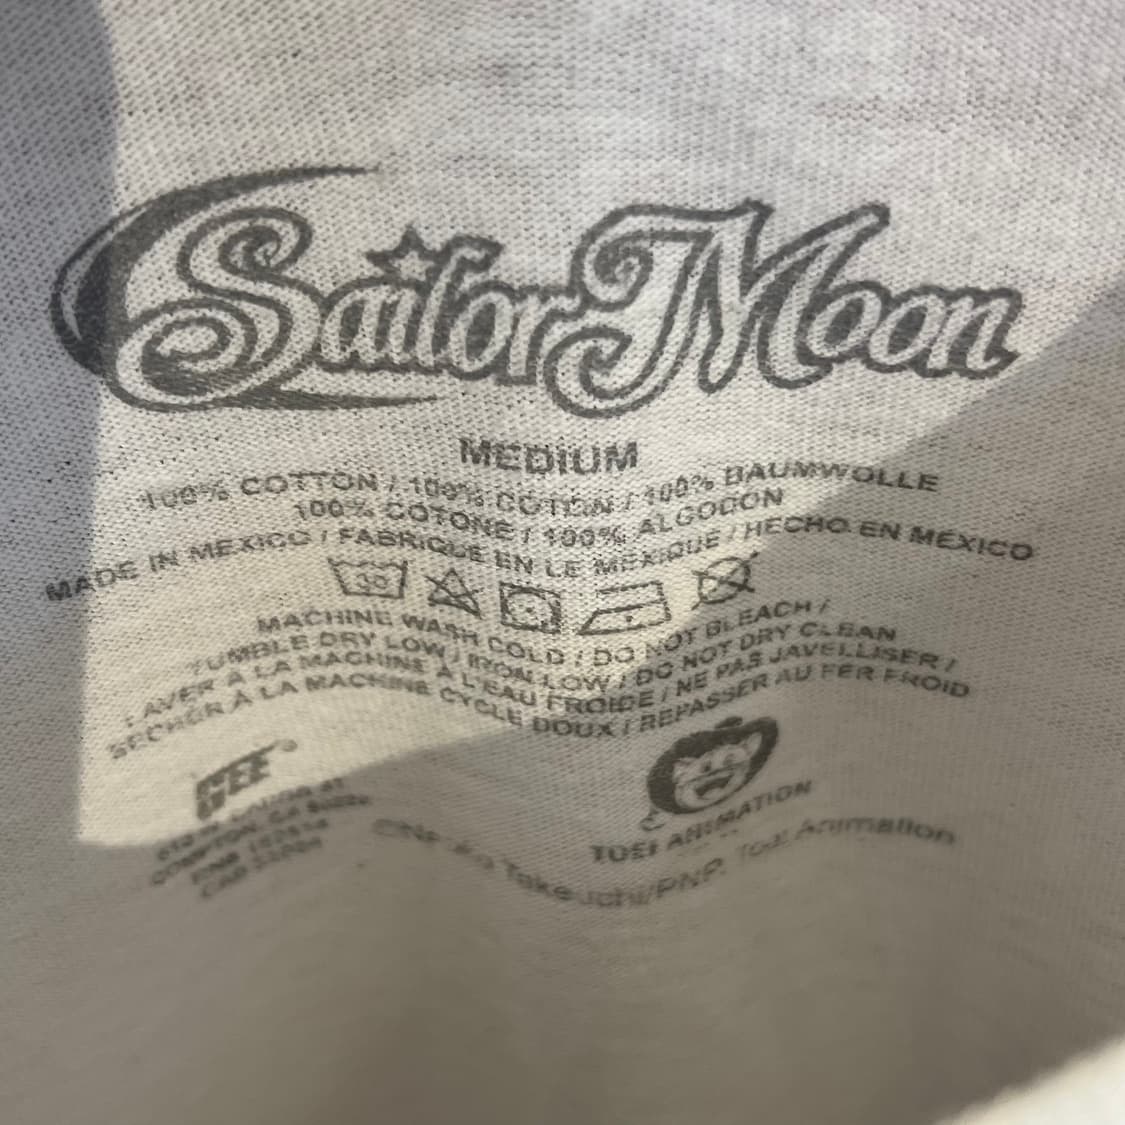 Sailor Moon
MEDIUM
100% COTTON / 100% COTTON / 100% BAUMWOLLE
100% COTONE / 100% ALGODON
MADE IN MEXICO / FABRIQUE EN LE MEXIQUE / HECHO EN MEXICO
30
MACHINE WASH COLD / DO NOT BLEACH /
TUMBLE DRY LOW / IRON LOW / DO NOT DRY CLEAN
LAVER À LA MACHINE À L'EAU FROIDE / NE PAS JAVELLISER /
SECHER À LA MACHINE CYCLE DOUX / REPASSER AU FER FROID
GEE
COMPTON, CA
TOEI ANIMATION
Takeuchi/PNP, Toei Animation